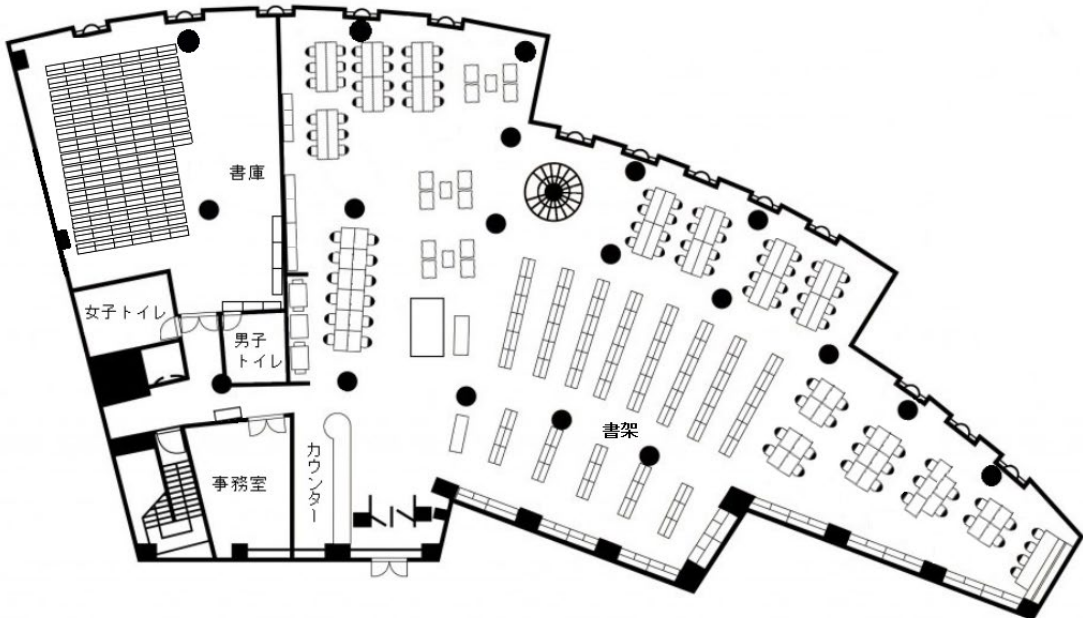 書庫
女子トイレ
男子
トイレ
書架
事務室
カウンター